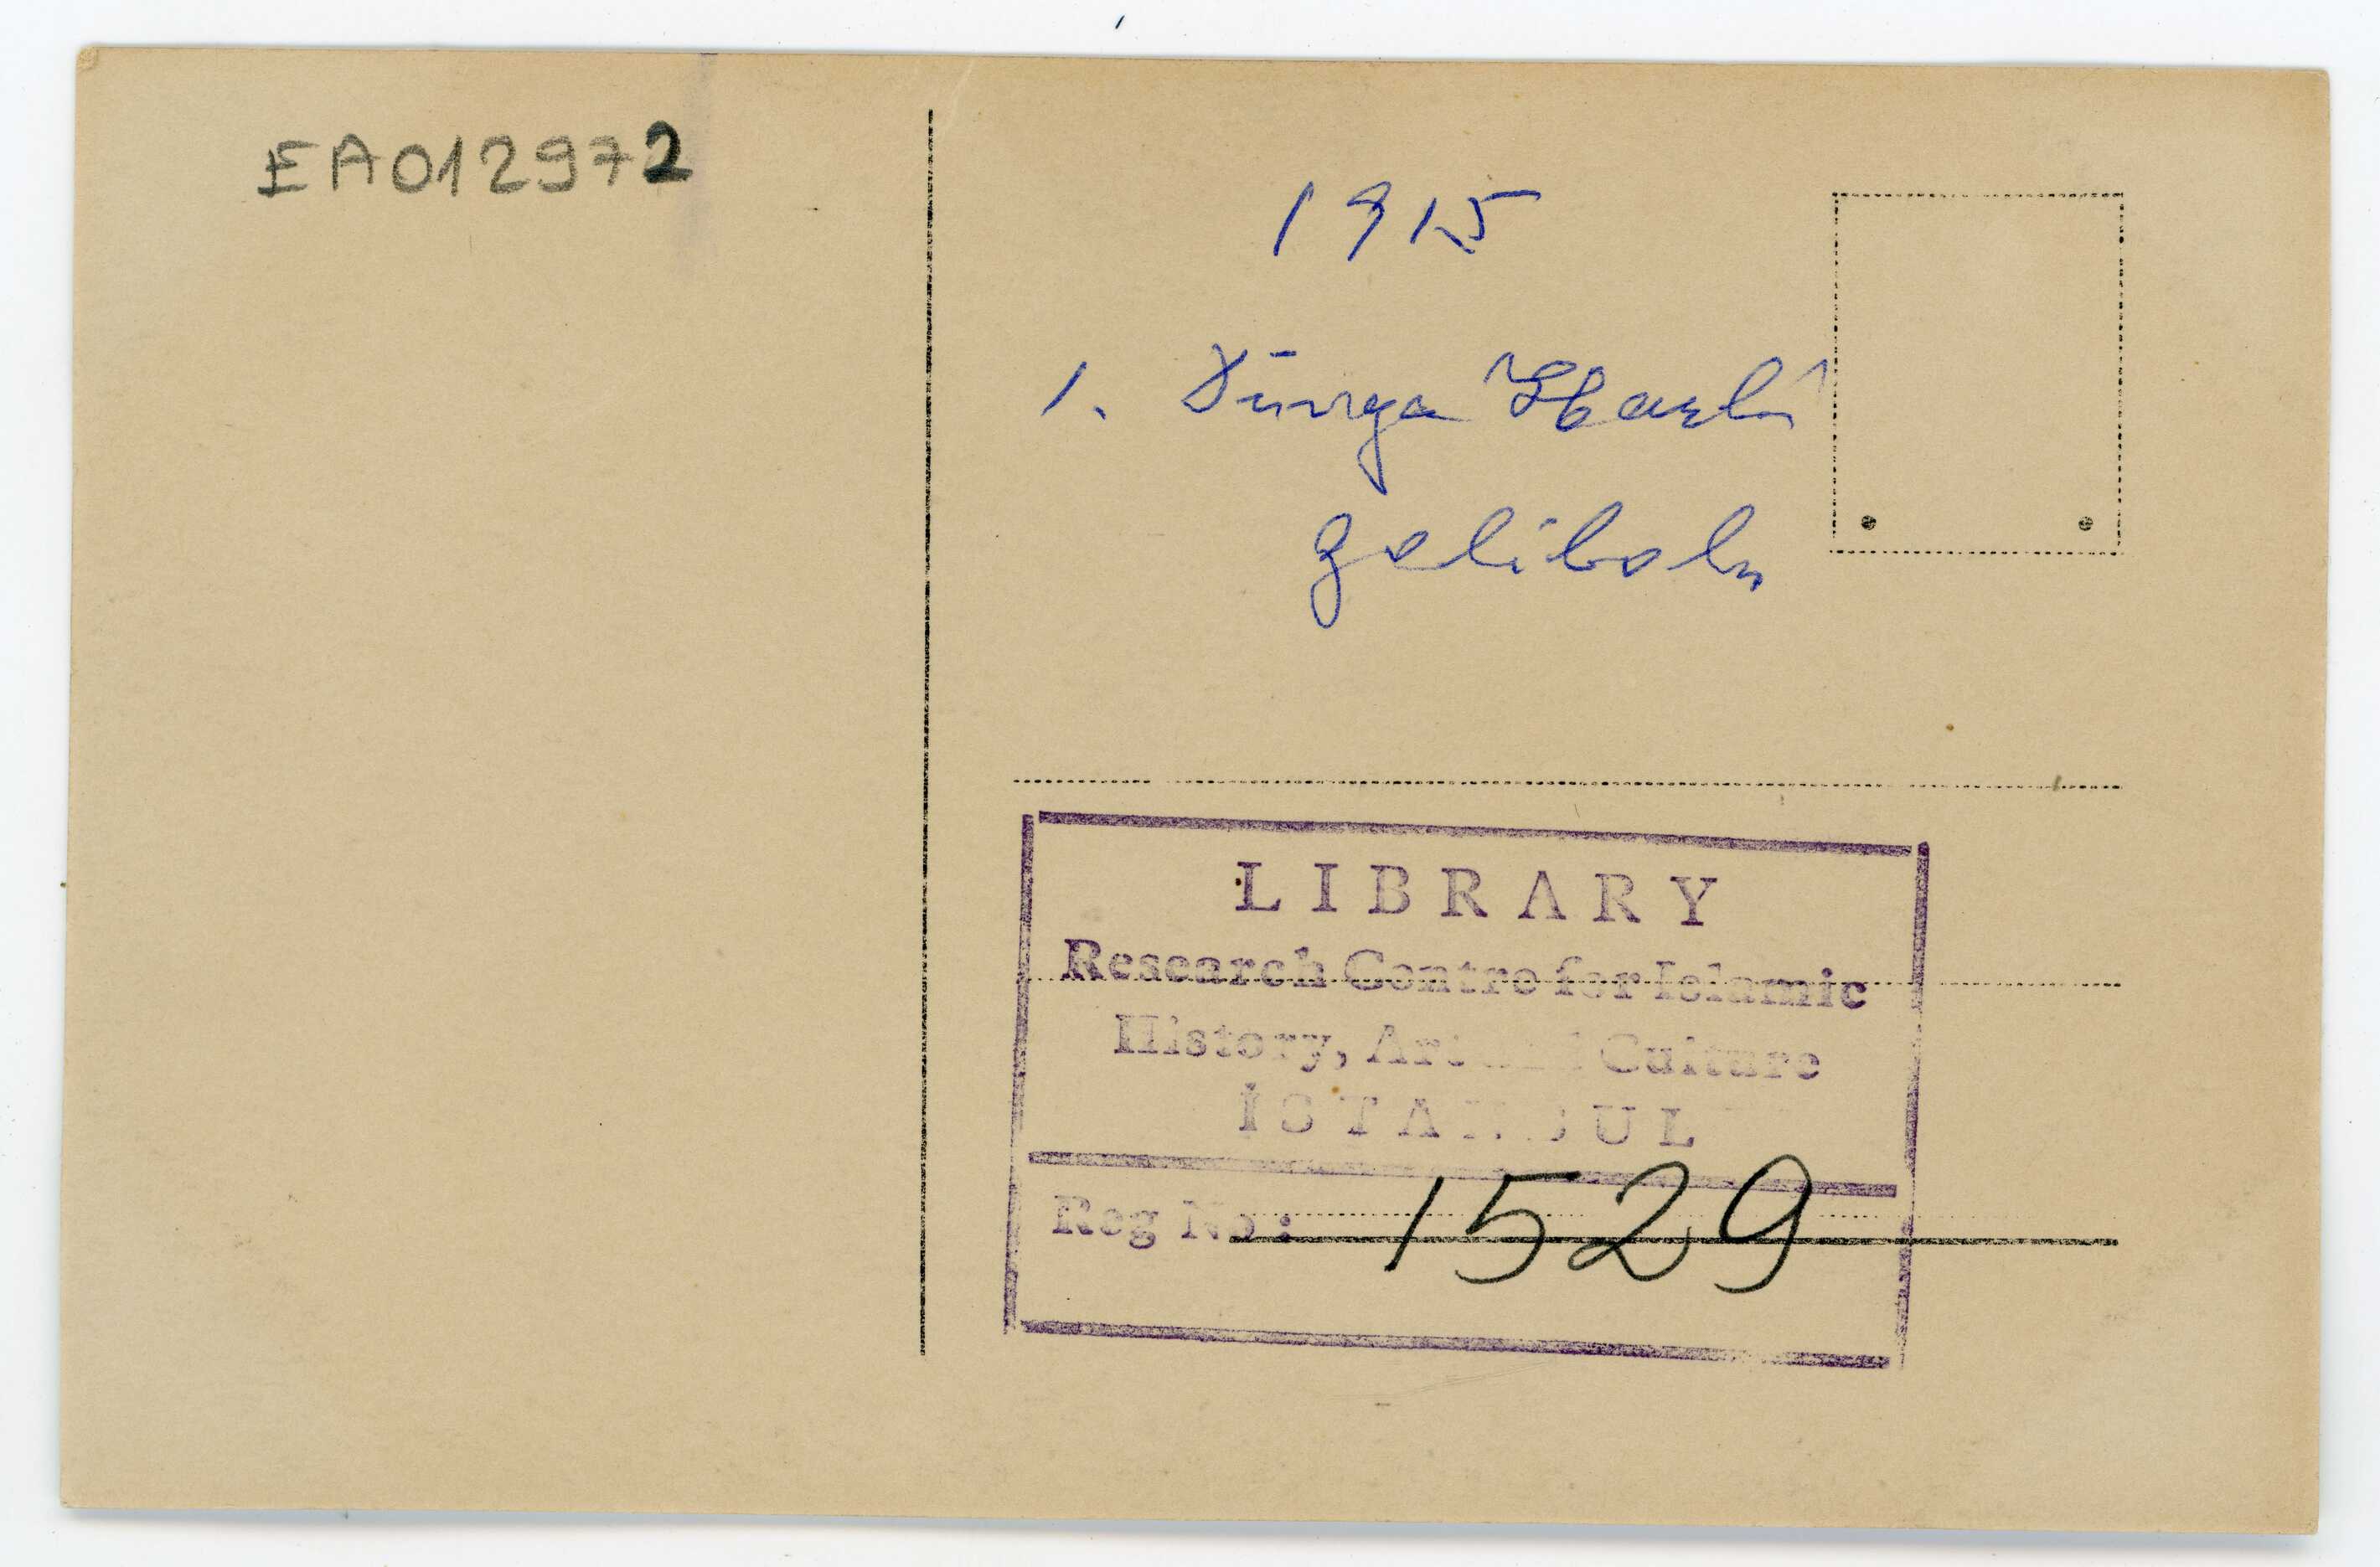 EA012972
1915
1. Dünya Harbi
Gelibolu
LIBRARY
Research Centre for Islamic
History, Art and Culture
İSTANBUL
Reg No: 1529